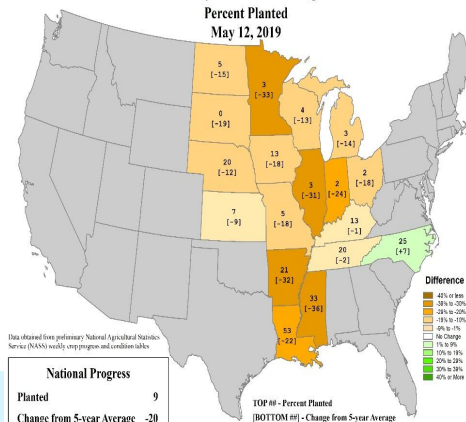 Percent Planted
May 12, 2019
5
[-15]
3
[-33]
0
[-19]
4
[-13]
3
[-14]
20
[-12]
13
[-18]
3
[-31]
2
[-24]
2
[-18]
7
[-9]
5
[-18]
13
[-1]
20
[-2]
25
[+7]
21
[-32]
33
[-36]
53
[-22]
Difference
-40% or less
-39% to -30%
-29% to -20%
-19% to -10%
-9% to -1%
No Change
1% to 9%
10% to 19%
20% to 29%
30% to 39%
40% or More
Data obtained from preliminary National Agricultural Statistics
Service (NASS) weekly crop progress and condition tables
National Progress
Planted 9
Change from 5-year Average -20
TOP ## - Percent Planted
[BOTTOM ##] - Change from 5-year Average